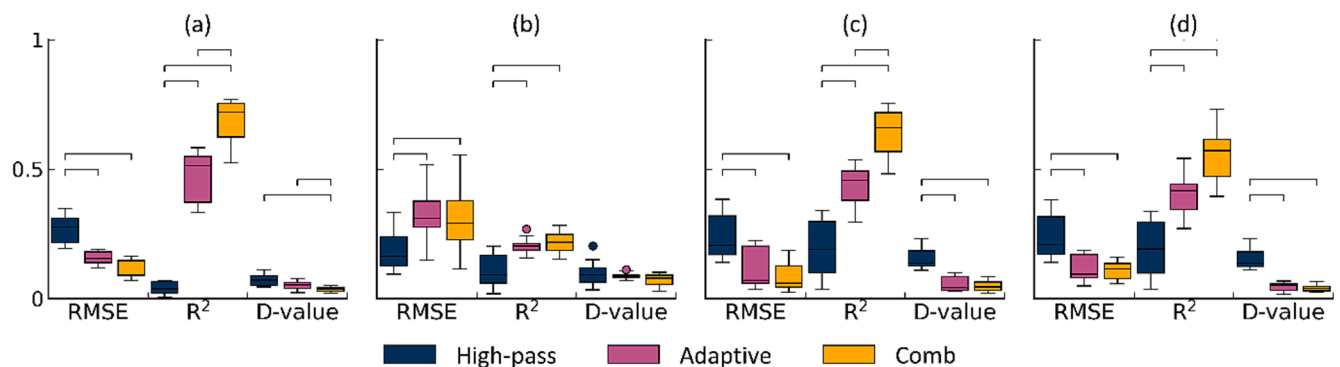 (a) (b) (c) (d)
1
0.5
0
RMSE R² D-value RMSE R² D-value RMSE R² D-value RMSE R² D-value
High-pass Adaptive Comb